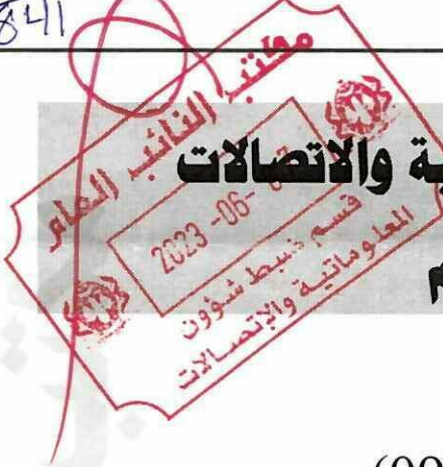 841
ية والاتصالات
م
مكتب النائب العام
2023 -06-
قسم ضبط شؤون
المعلوماتية والإتصالات